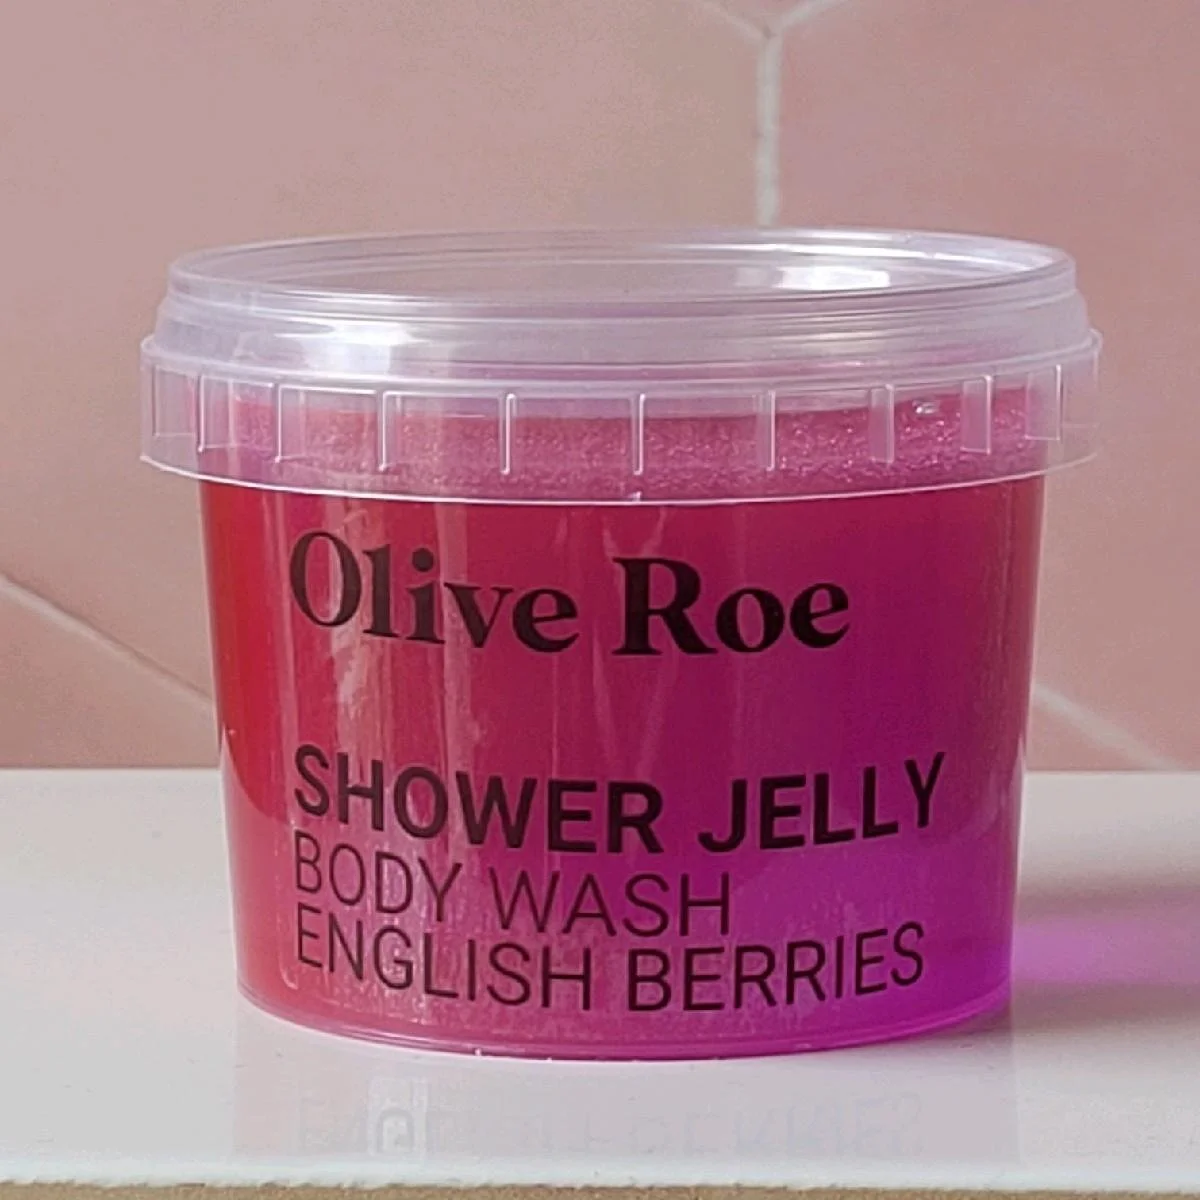 Olive Roe
SHOWER JELLY
BODY WASH
ENGLISH BERRIES